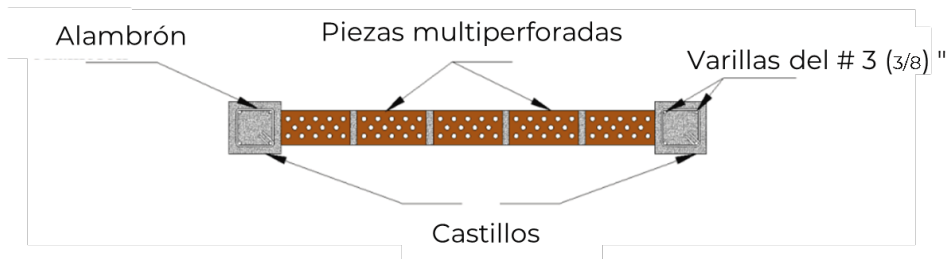 Alambrón
Piezas multiperforadas
Varillas del # 3 (3/8) "
Castillos